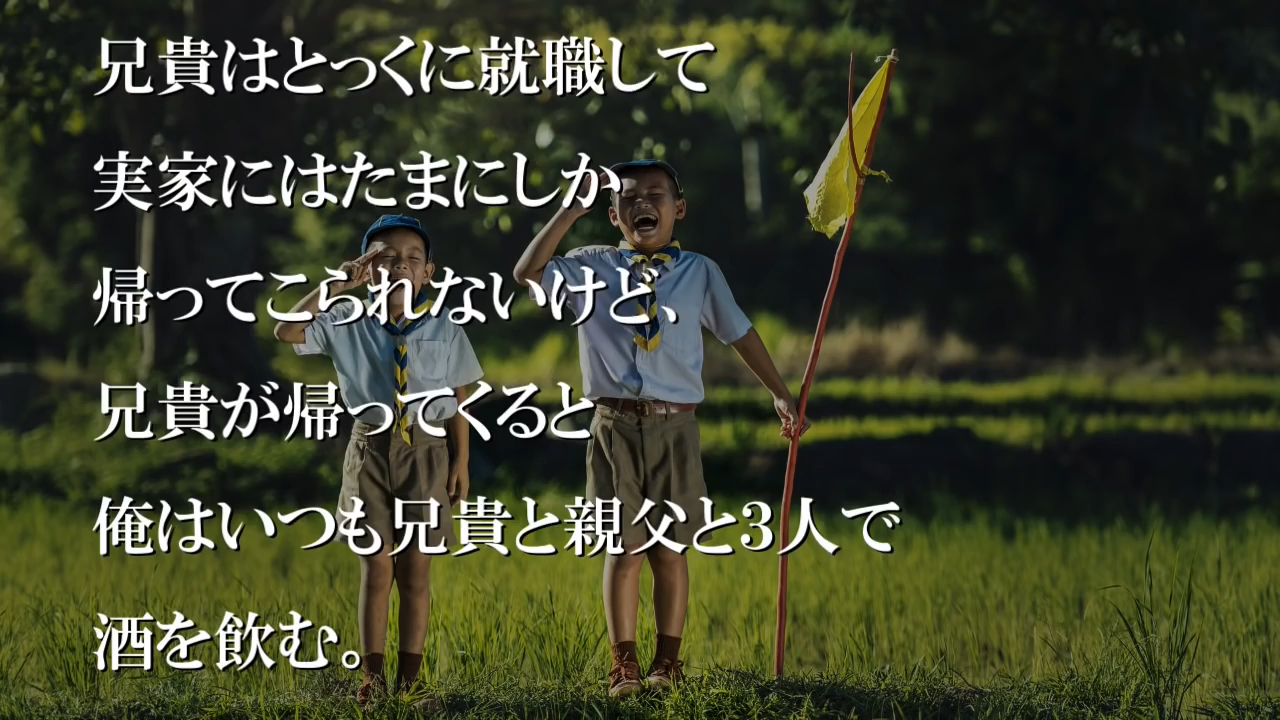 兄貴はとっくに就職して
実家にはたまにしか
帰ってこられないけど、
兄貴が帰ってくると
俺はいつも兄貴と親父と3人で
酒を飲む。